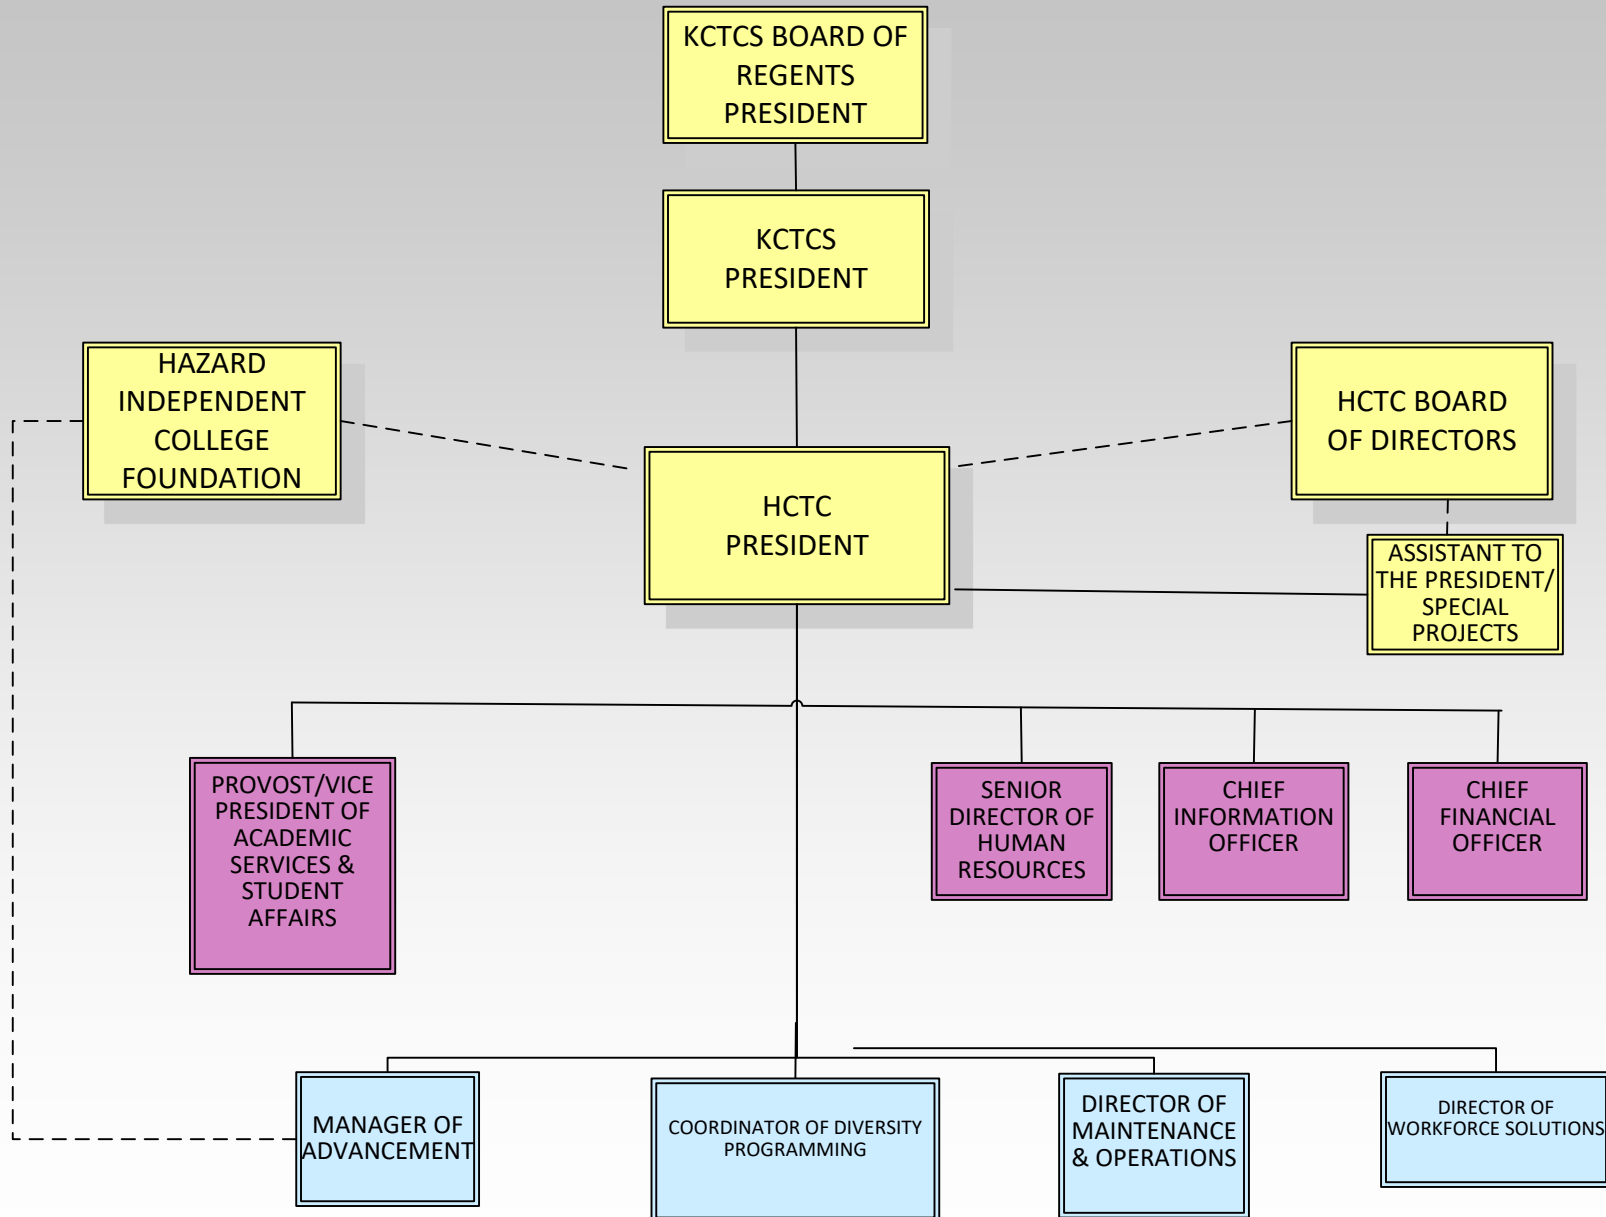 KCTCS BOARD OF
REGENTS
PRESIDENT
KCTCS
PRESIDENT
HAZARD
INDEPENDENT
COLLEGE
FOUNDATION
HCTC BOARD
OF DIRECTORS
HCTC
PRESIDENT
ASSISTANT TO
THE PRESIDENT/
SPECIAL
PROJECTS
PROVOST/VICE
PRESIDENT OF
ACADEMIC
SERVICES &
STUDENT
AFFAIRS
SENIOR
DIRECTOR OF
HUMAN
RESOURCES
CHIEF
INFORMATION
OFFICER
CHIEF
FINANCIAL
OFFICER
MANAGER OF
ADVANCEMENT
COORDINATOR OF DIVERSITY
PROGRAMMING
DIRECTOR OF
MAINTENANCE
& OPERATIONS
DIRECTOR OF
WORKFORCE SOLUTIONS